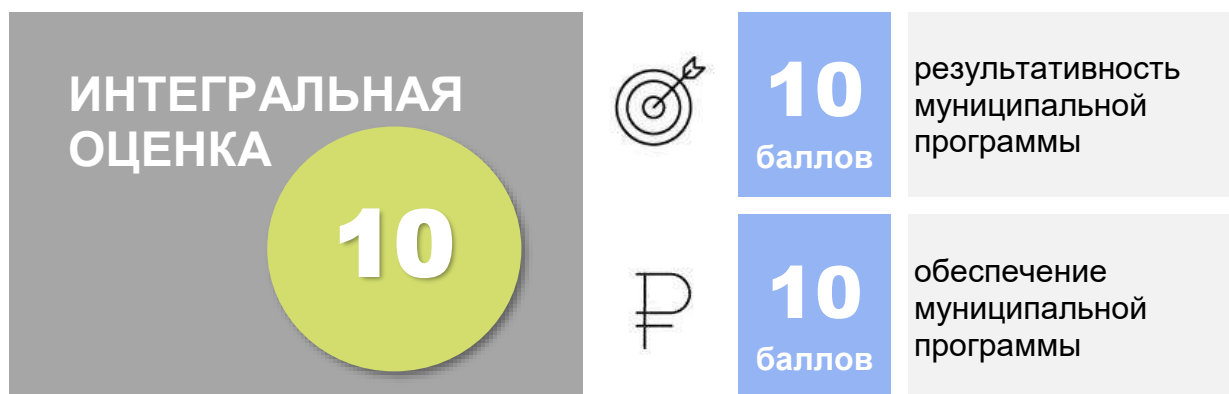 ИНТЕГРАЛЬНАЯ
ОЦЕНКА
10
10
баллов
результативность
муниципальной
программы
₽
10
баллов
обеспечение
муниципальной
программы